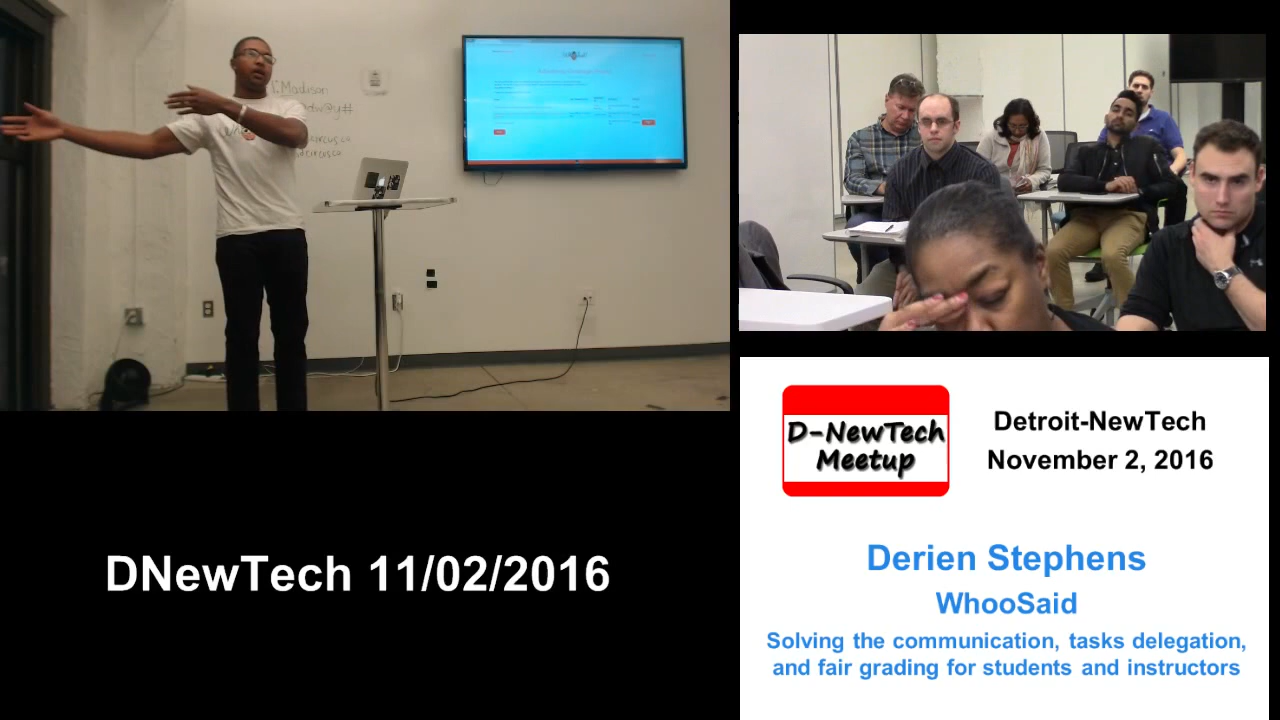 Madison
D-NewTech
Meetup
Detroit-NewTech
November 2, 2016
DNewTech 11/02/2016
Derien Stephens
WhooSaid
Solving the communication, tasks delegation,
and fair grading for students and instructors